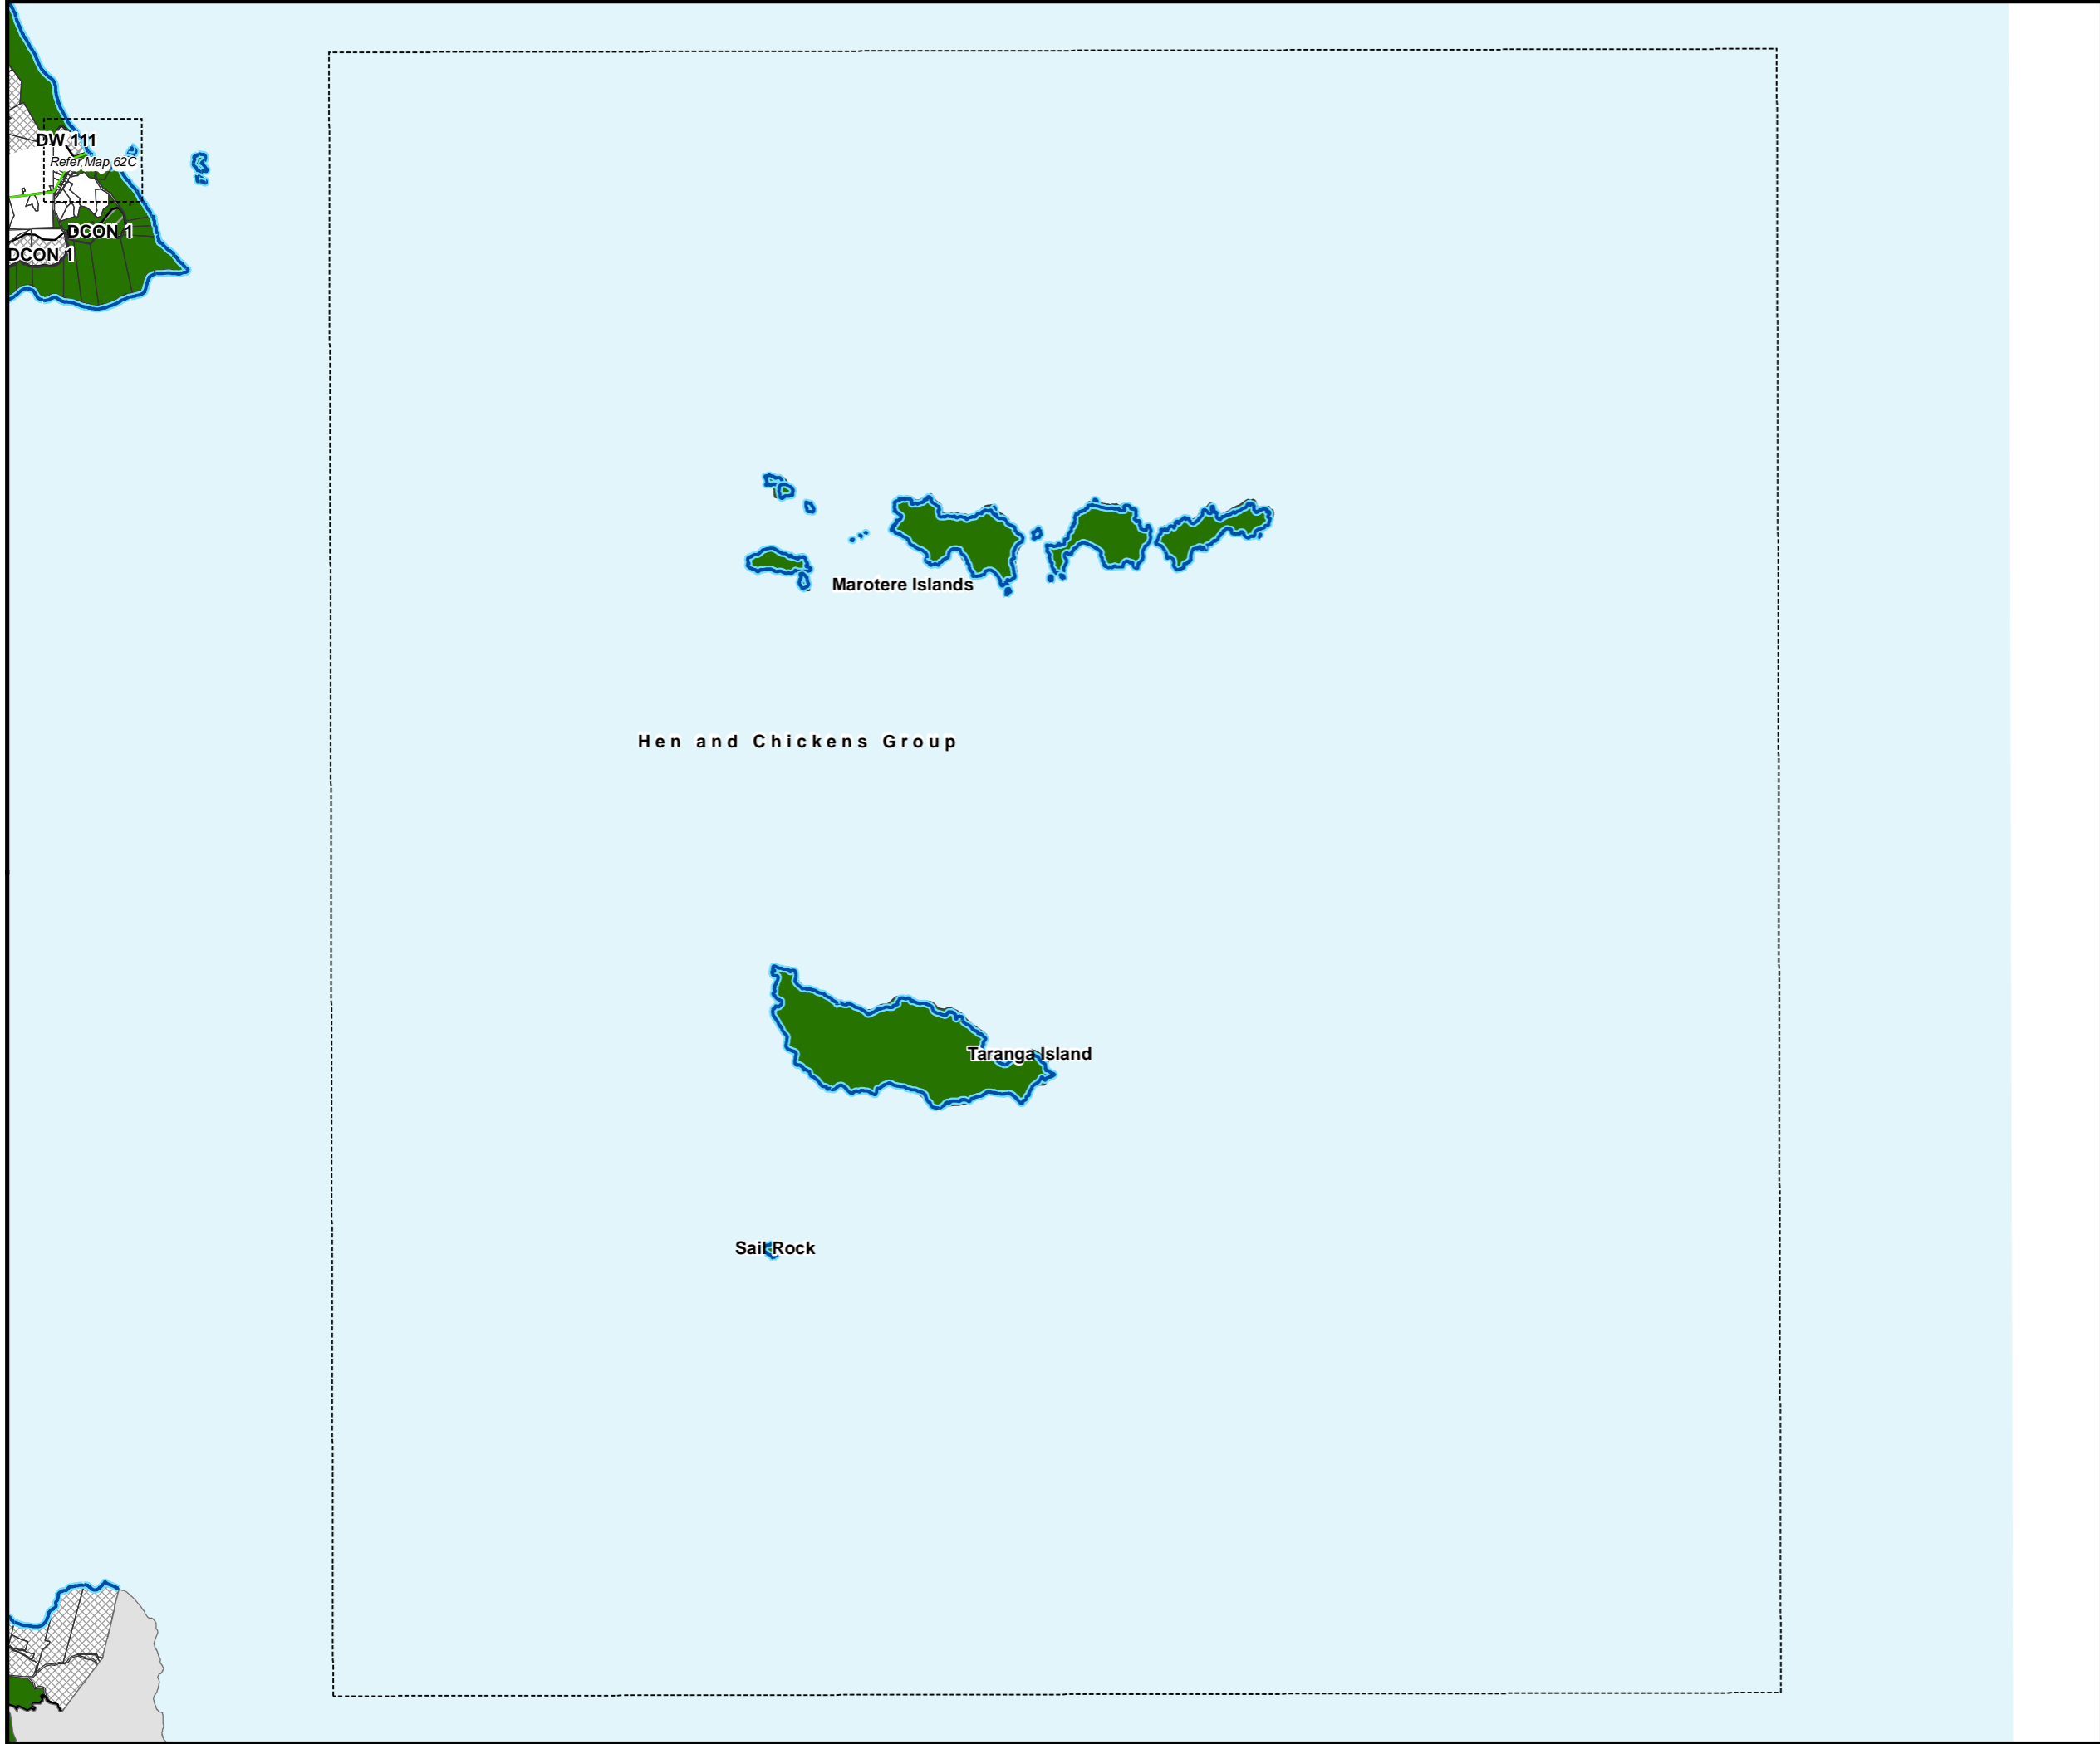 DW 111
Refer Map 62C
DCON 1
DCON 1
Marotere Islands
Hen and Chickens Group
Taranga Island
Sail Rock